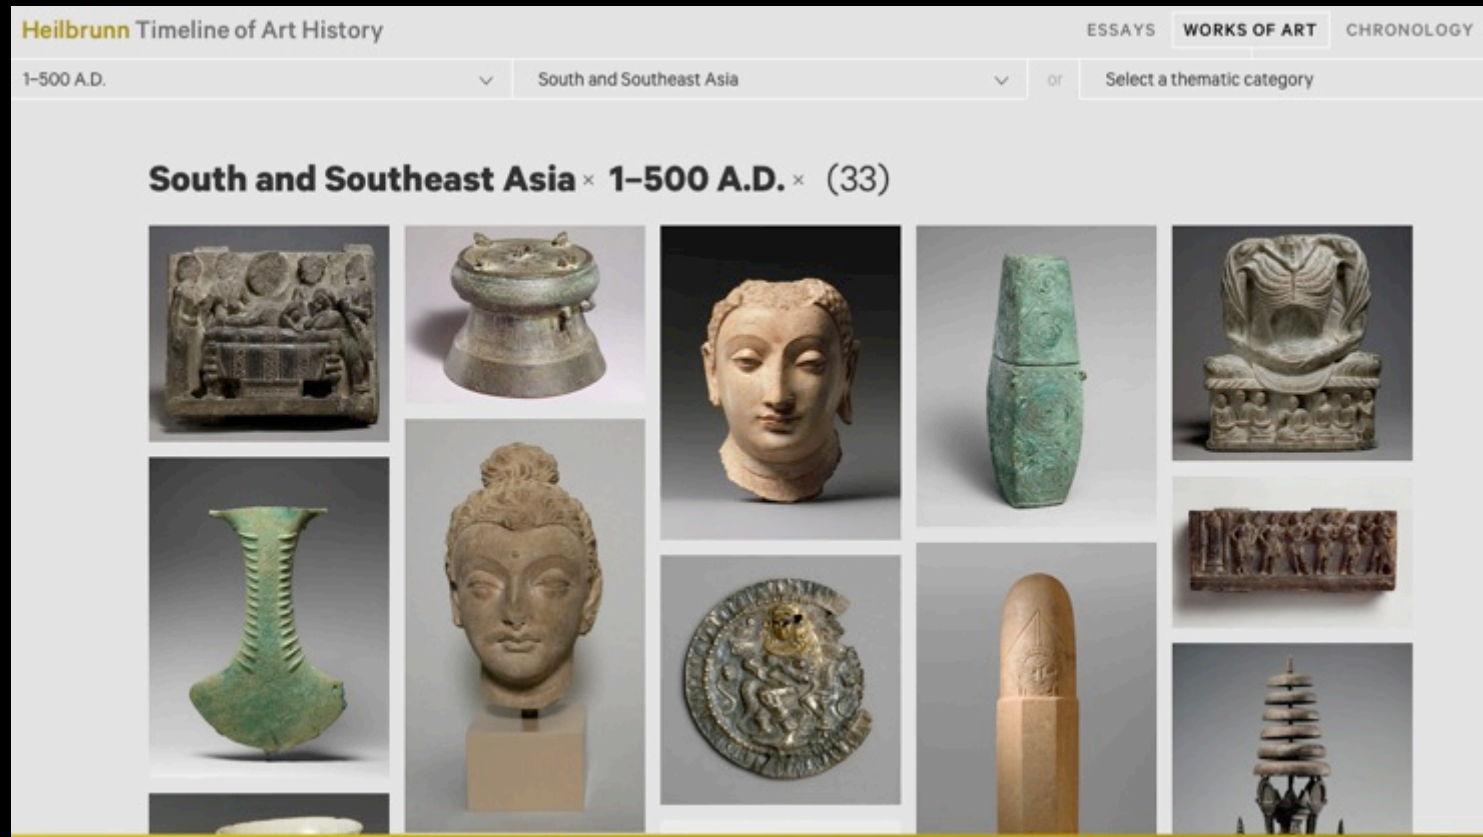 Heilbrunn Timeline of Art History
ESSAYS WORKS OF ART CHRONOLOGY
1–500 A.D. South and Southeast Asia or Select a thematic category
South and Southeast Asia × 1–500 A.D. × (33)